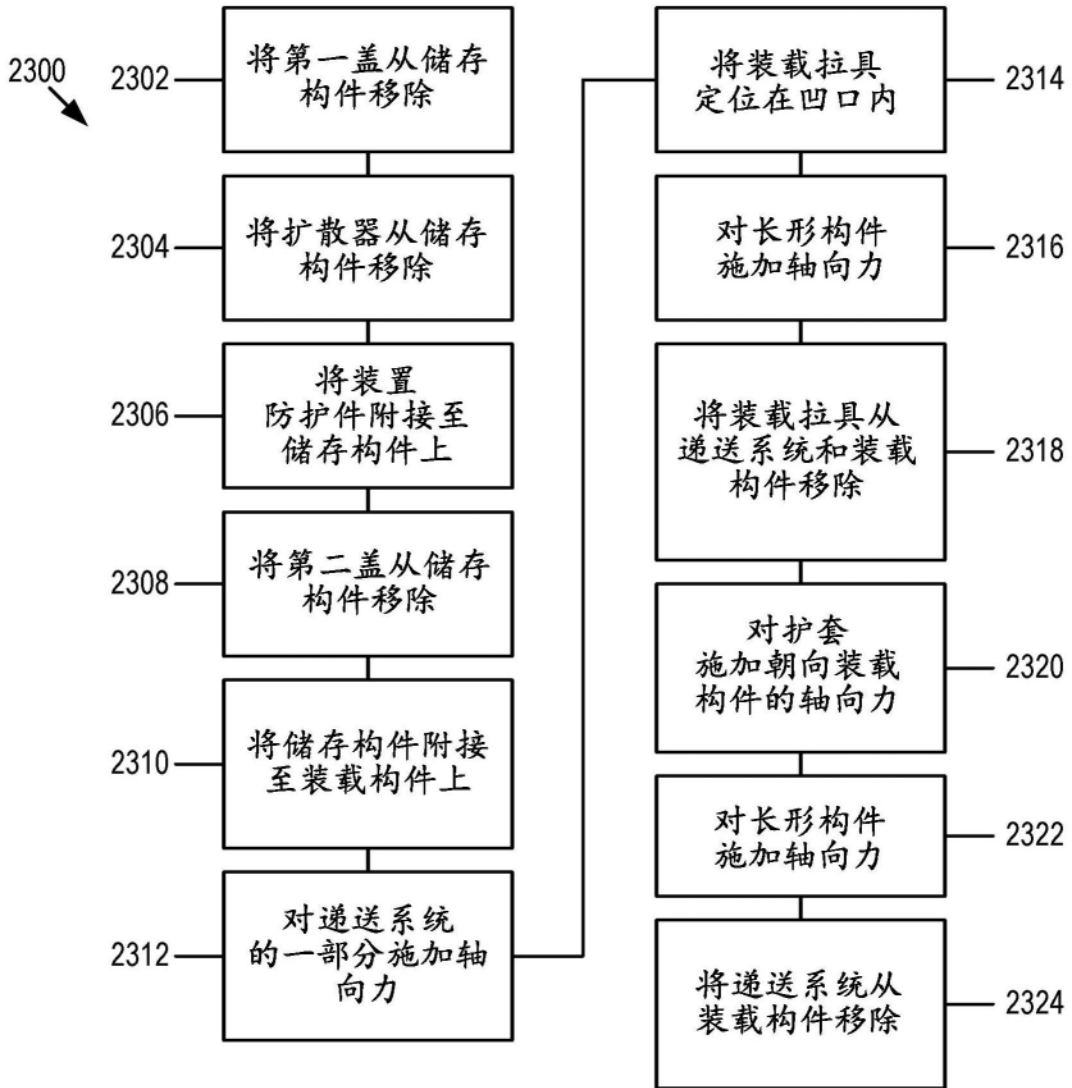 2300
2302
将第一盖从储存
构件移除
2304
将扩散器从储存
构件移除
2306
将装置
防护件附接至
储存构件上
2308
将第二盖从储存
构件移除
2310
将储存构件附接
至装载构件上
2312
对递送系统
的一部分施加轴
向力
将装载拉具
定位在凹口内
2314
对长形构件
施加轴向力
2316
将装载拉具从
递送系统和装载
构件移除
2318
对护套
施加朝向装载
构件的轴向力
2320
对长形构件
施加轴向力
2322
将递送系统从
装载构件移除
2324